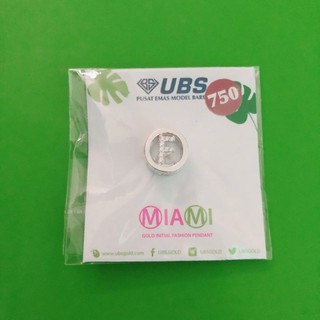 UBS
PUSAT EMAS MODEL BARU
750
F
MIAMI
GOLD INITIAL FASHION PENDANT